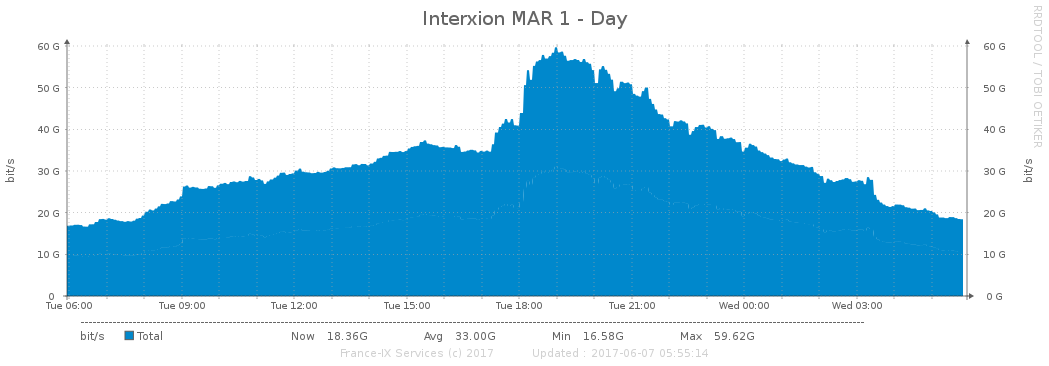 Interxion MAR 1 - Day
RRDTOOL / TOBI OETIKER
bit/s
bit/s
60 G 60 G
50 G 50 G
40 G 40 G
30 G 30 G
20 G 20 G
10 G 10 G
0 0 G
Tue 06:00 Tue 09:00 Tue 12:00 Tue 15:00 Tue 18:00 Tue 21:00 Wed 00:00 Wed 03:00
bit/s Total Now 18.36G Avg 33.00G Min 16.58G Max 59.62G
France-IX Services (c) 2017 Updated : 2017-06-07 05:55:14